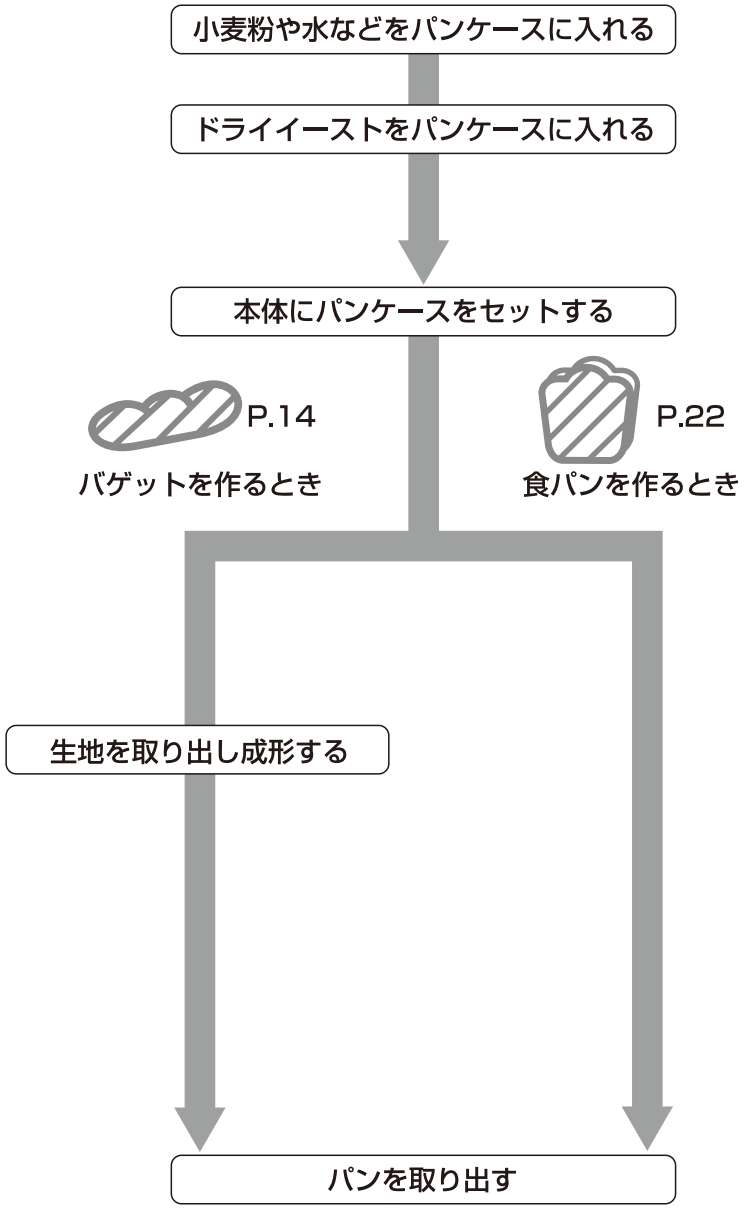 小麦粉や水などをパンケースに入れる
ドライイーストをパンケースに入れる
本体にパンケースをセットする
P.14
バゲットを作るとき
P.22
食パンを作るとき
生地を取り出し成形する
パンを取り出す